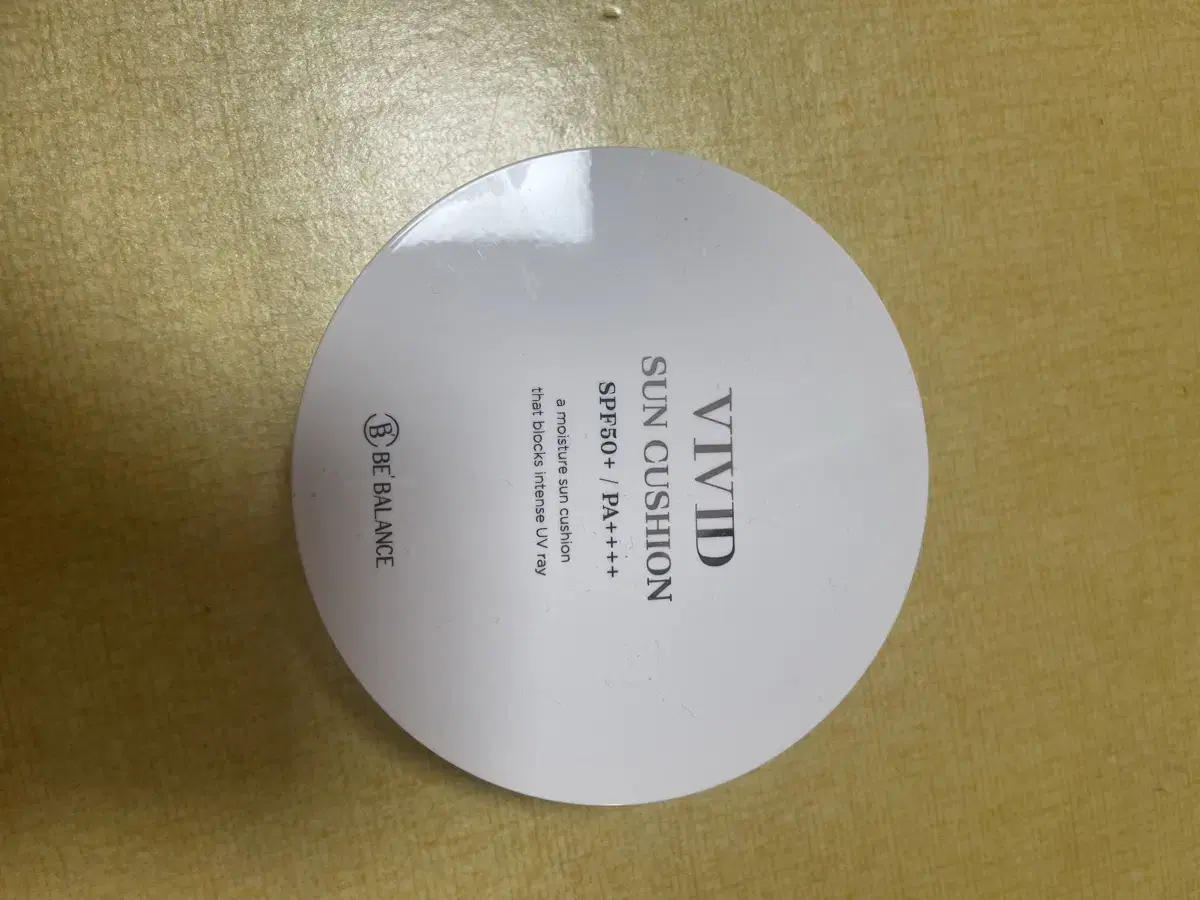 VIVID
SUN CUSHION
SPF50+ / PA++++
a moisture sun cushion
that blocks intense UV ray
B BE' BALANCE